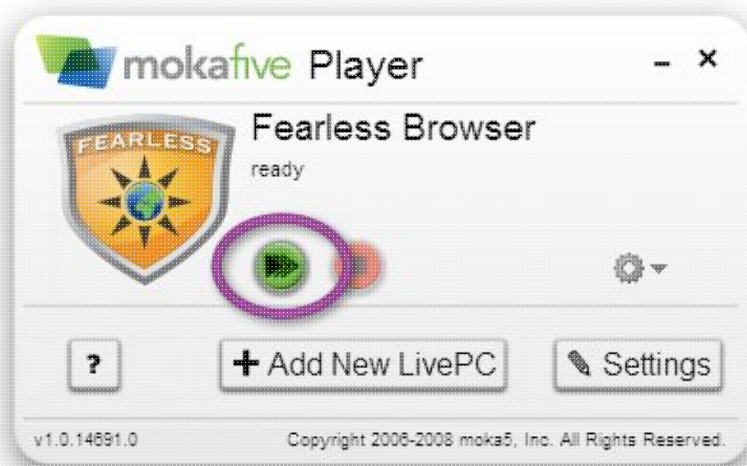 mokafive Player
Fearless Browser
FEARLESS
ready
? + Add New LivePC Settings
v1.0.14691.0 Copyright 2006-2008 moka5, Inc. All Rights Reserved.